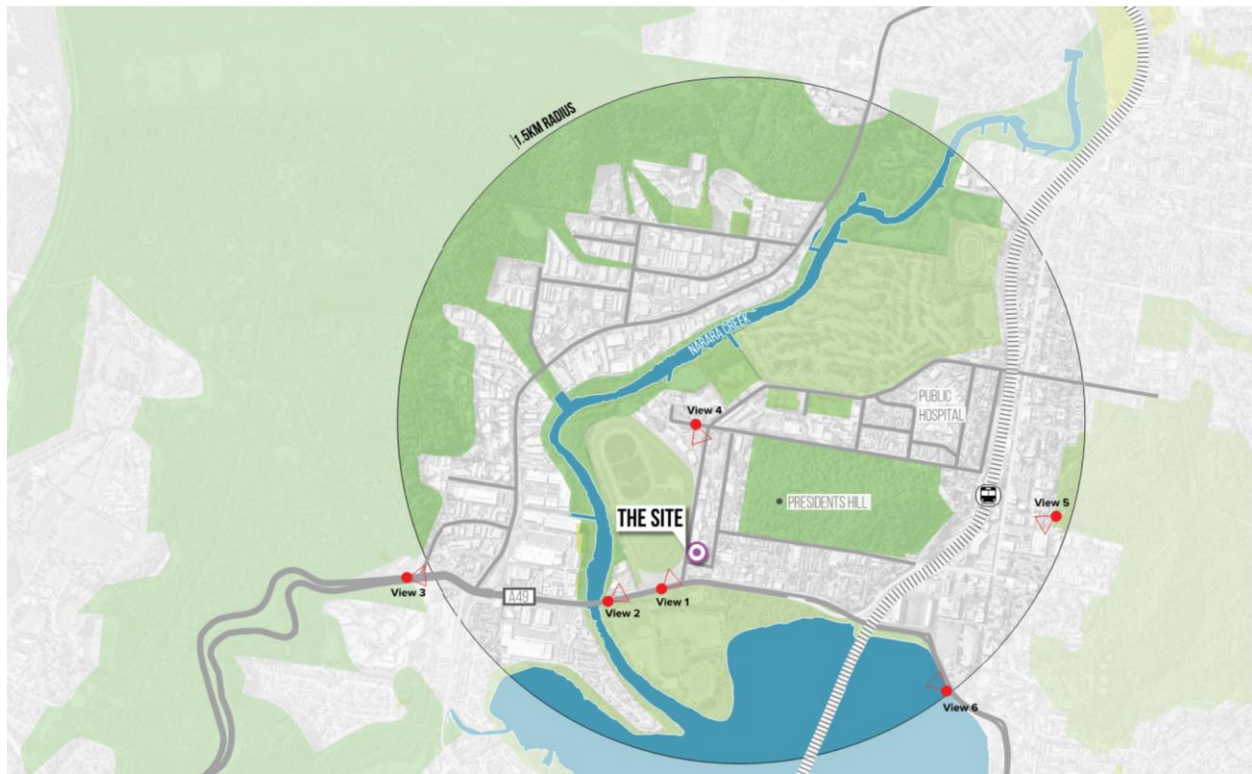 1.5KM RADIUS
NARARA CREEK
PUBLIC
HOSPITAL
View 4
PRESIDENTS HILL
THE SITE
View 5
View 3
A49
View 2
View 1
View 6